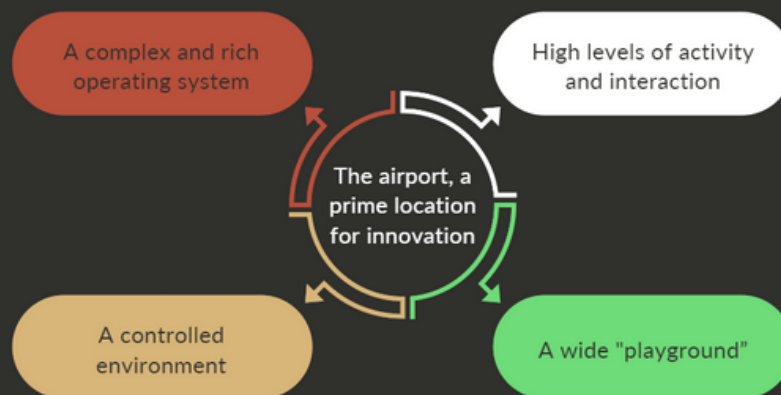 A complex and rich
operating system
High levels of activity
and interaction
The airport, a
prime location
for innovation
A controlled
environment
A wide "playground”